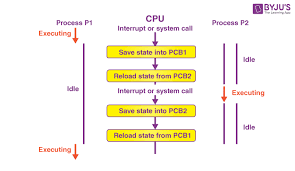 BYJU'S
The Learning App
Process P1
CPU
Process P2
Interrupt or system call
Executing
Save state into PCB1
Idle
Reload state from PCB2
Idle
Interrupt or system call
Executing
Save state into PCB2
Idle
Reload state from PCB1
Executing